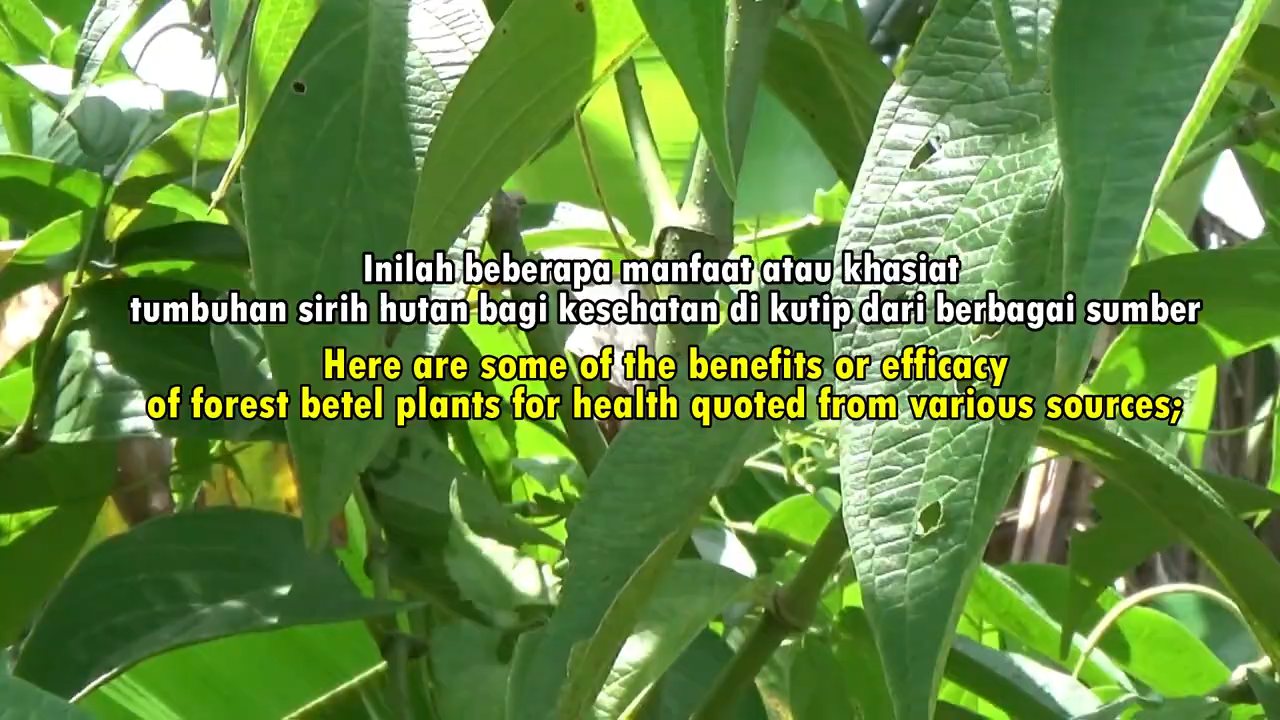 Inilah beberapa manfaat atau khasiat
tumbuhan sirih hutan bagi kesehatan di kutip dari berbagai sumber
Here are some of the benefits or efficacy
of forest betel plants for health quoted from various sources;